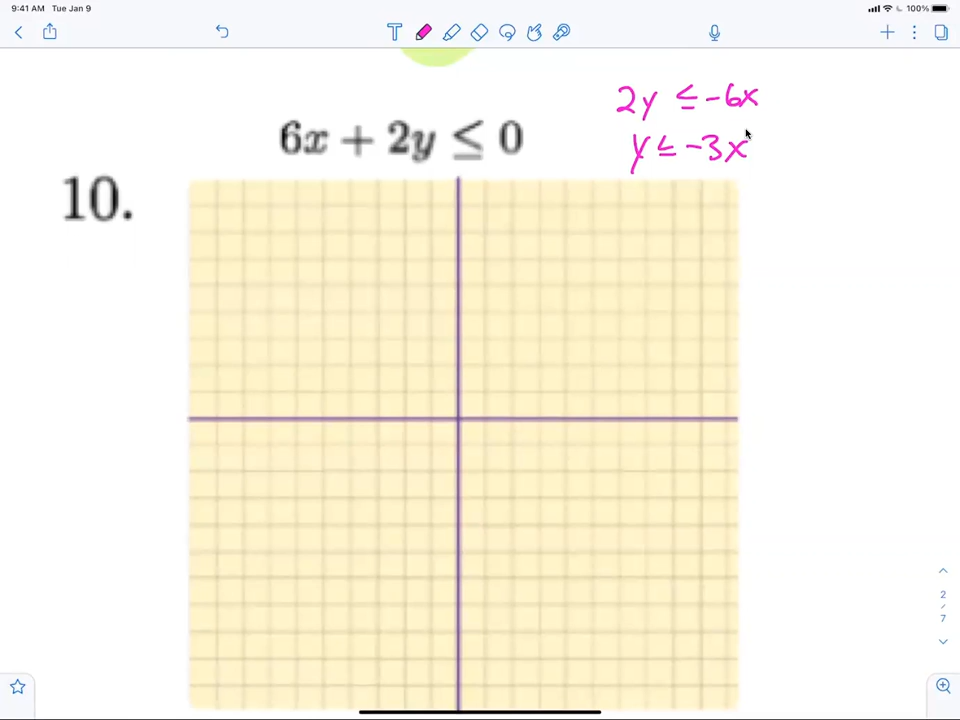 9:41 AM Tue Jan 9
100%
T
2y ≤ -6x
6x + 2y ≤ 0
y ≤ -3x
10.
2
/
7